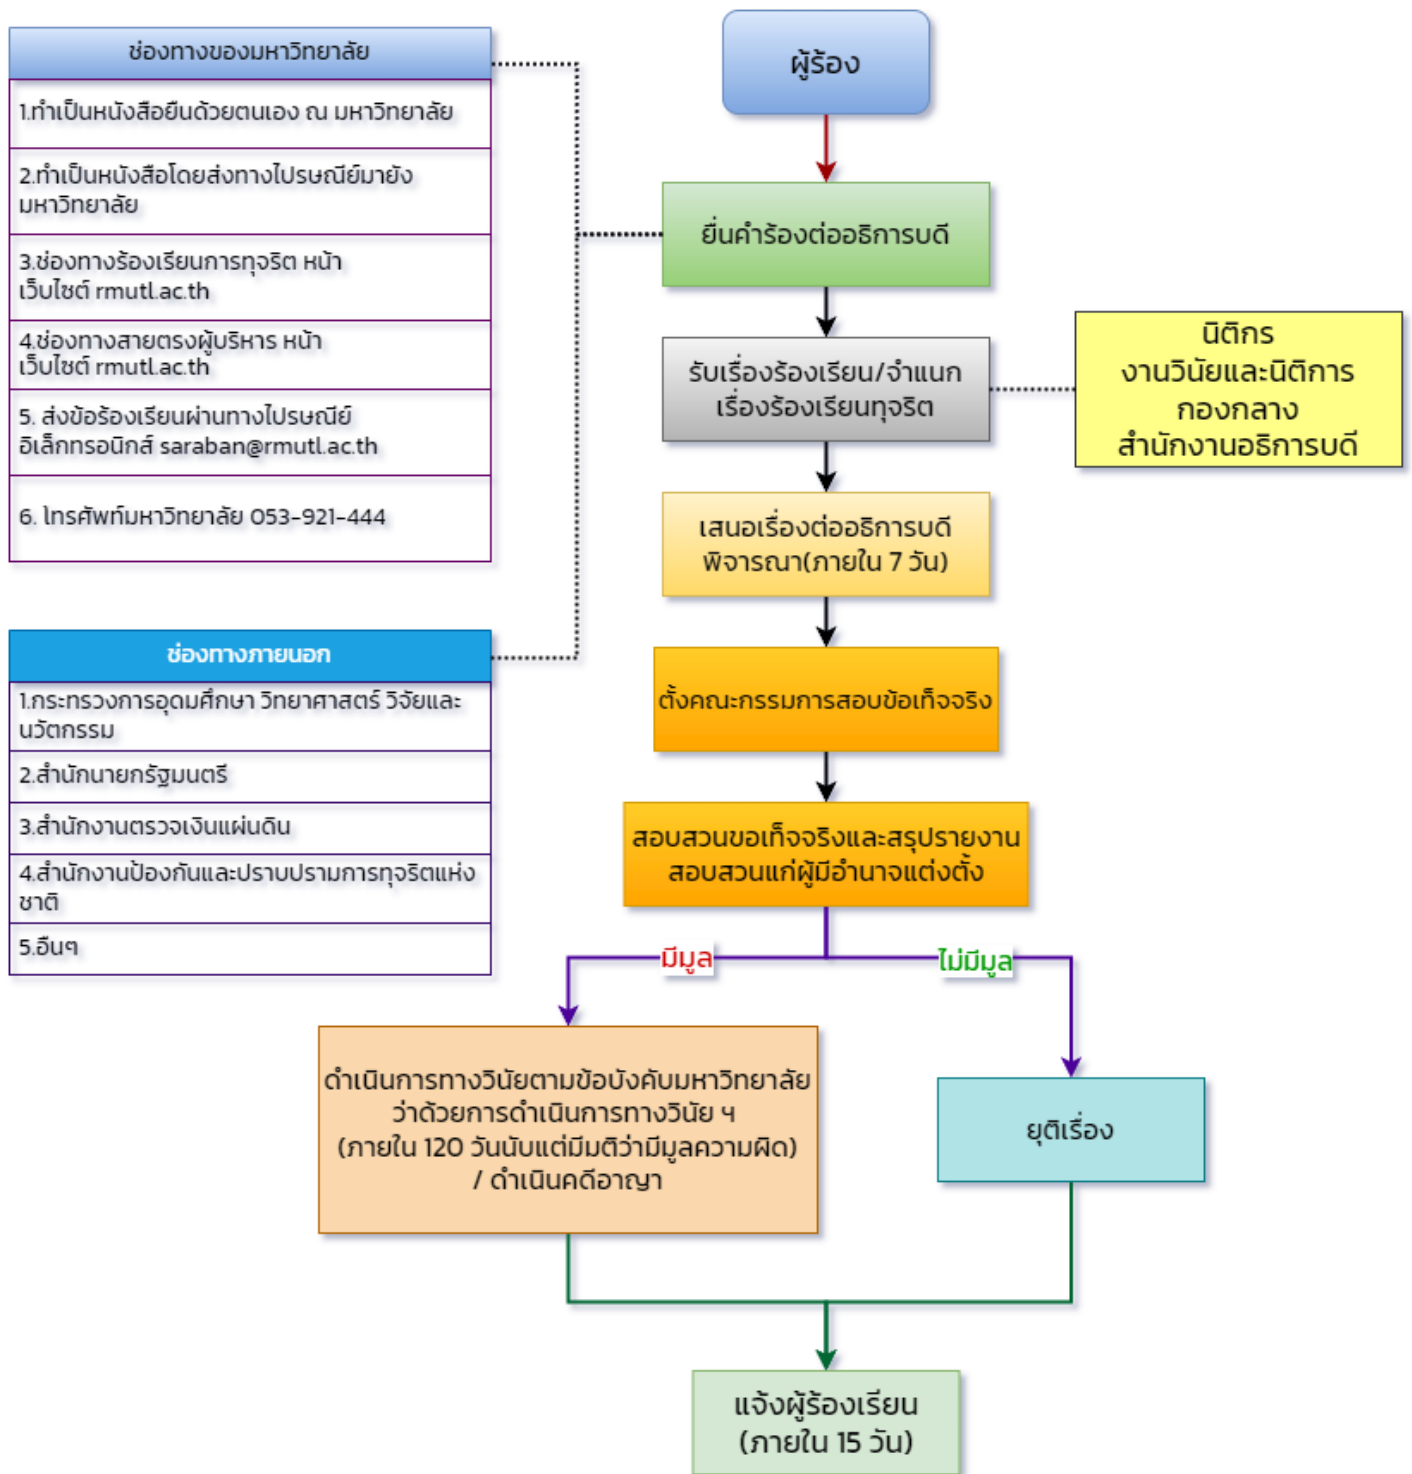 ช่องทางของมหาวิทยาลัย
1.ทำเป็นหนังสือยืนด้วยตนเอง ณ มหาวิทยาลัย
2.ทำเป็นหนังสือโดยส่งทางไปรษณีย์มายัง
มหาวิทยาลัย
3.ช่องทางร้องเรียนการทุจริต หน้า
เว็บไซต์ rmutl.ac.th
4.ช่องทางสายตรงผู้บริหาร หน้า
เว็บไซต์ rmutl.ac.th
5. ส่งข้อร้องเรียนผ่านทางไปรษณีย์
อิเล็กทรอนิกส์ saraban@rmutl.ac.th
6. โทรศัพท์มหาวิทยาลัย 053-921-444
ช่องทางภายนอก
1.กระทรวงการอุดมศึกษา วิทยาศาสตร์ วิจัยและ
นวัตกรรม
2.สำนักนายกรัฐมนตรี
3.สำนักงานตรวจเงินแผ่นดิน
4.สำนักงานป้องกันและปราบปรามการทุจริตแห่ง
ชาติ
5.อื่นๆ
ผู้ร้อง
ยื่นคำร้องต่ออธิการบดี
รับเรื่องร้องเรียน/จำแนก
เรื่องร้องเรียนทุจริต
นิติกร
งานวินัยและนิติการ
กองกลาง
สำนักงานอธิการบดี
เสนอเรื่องต่ออธิการบดี
พิจารณา(ภายใน 7 วัน)
ตั้งคณะกรรมการสอบข้อเท็จจริง
สอบสวนขอเท็จจริงและสรุปรายงาน
สอบสวนแก่ผู้มีอำนาจแต่งตั้ง
มีมูล
ไม่มีมูล
ดำเนินการทางวินัยตามข้อบังคับมหาวิทยาลัย
ว่าด้วยการดำเนินการทางวินัย ฯ
(ภายใน 120 วันนับแต่มีมติว่ามีมูลความผิด)
/ ดำเนินคดีอาญา
ยุติเรื่อง
แจ้งผู้ร้องเรียน
(ภายใน 15 วัน)